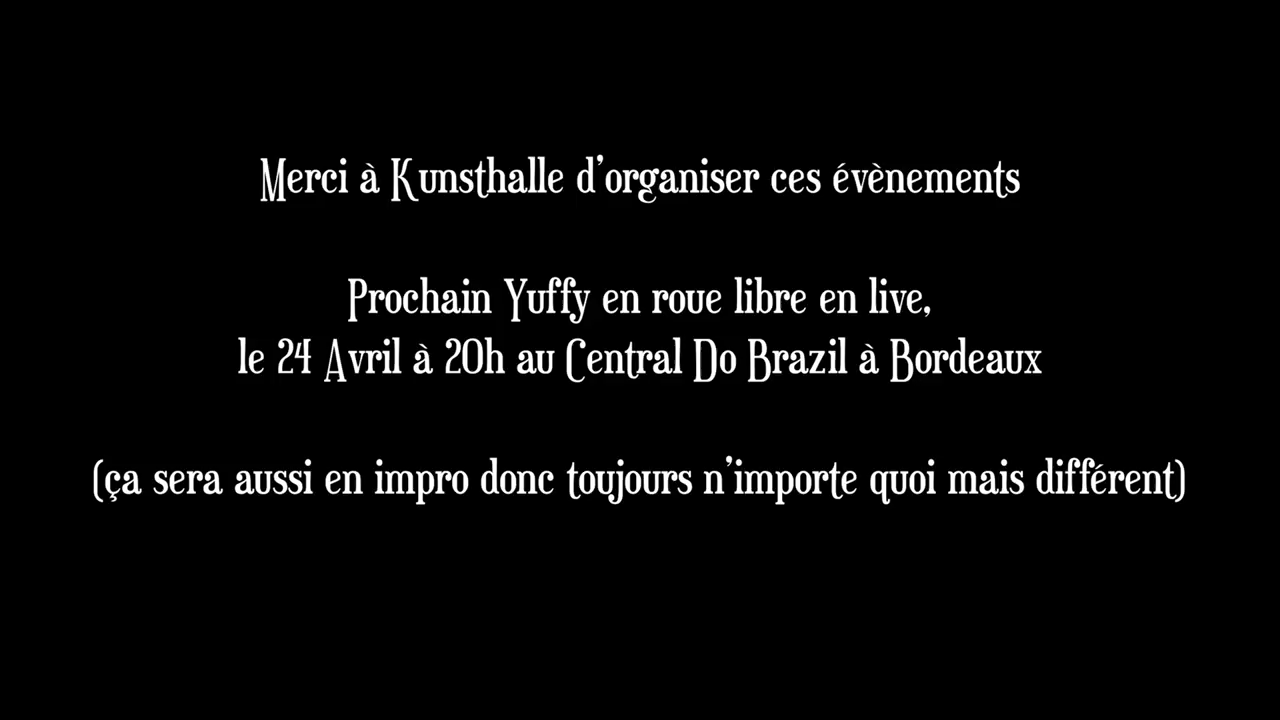 Merci à Kunsthalle d'organiser ces évènements
Prochain Yuffy en roue libre en live,
le 24 Avril à 20h au Central Do Brazil à Bordeaux
(ça sera aussi en impro donc toujours n'importe quoi mais différent)